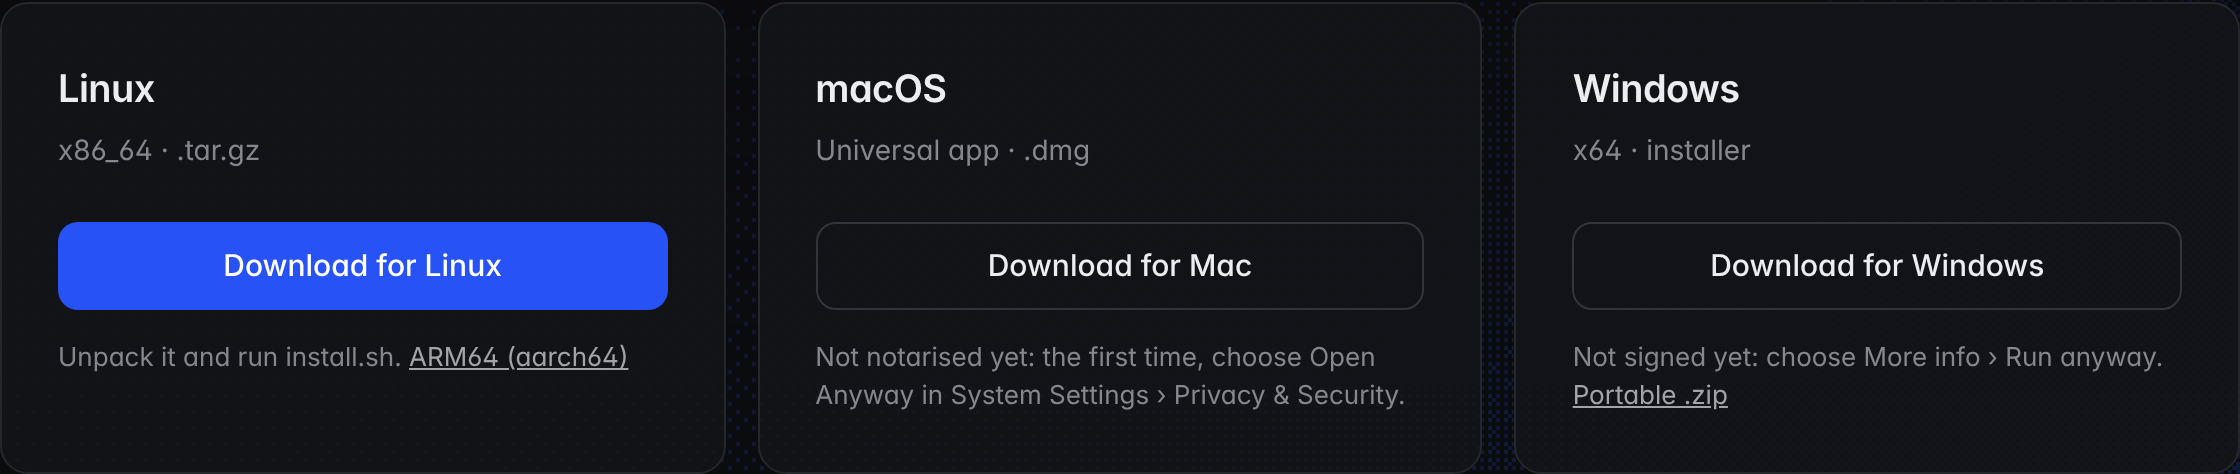 Linux
x86_64 · .tar.gz
Download for Linux
Unpack it and run install.sh. ARM64 (aarch64)
macOS
Universal app · .dmg
Download for Mac
Not notarised yet: the first time, choose Open
Anyway in System Settings › Privacy & Security.
Windows
x64 · installer
Download for Windows
Not signed yet: choose More info › Run anyway.
Portable .zip